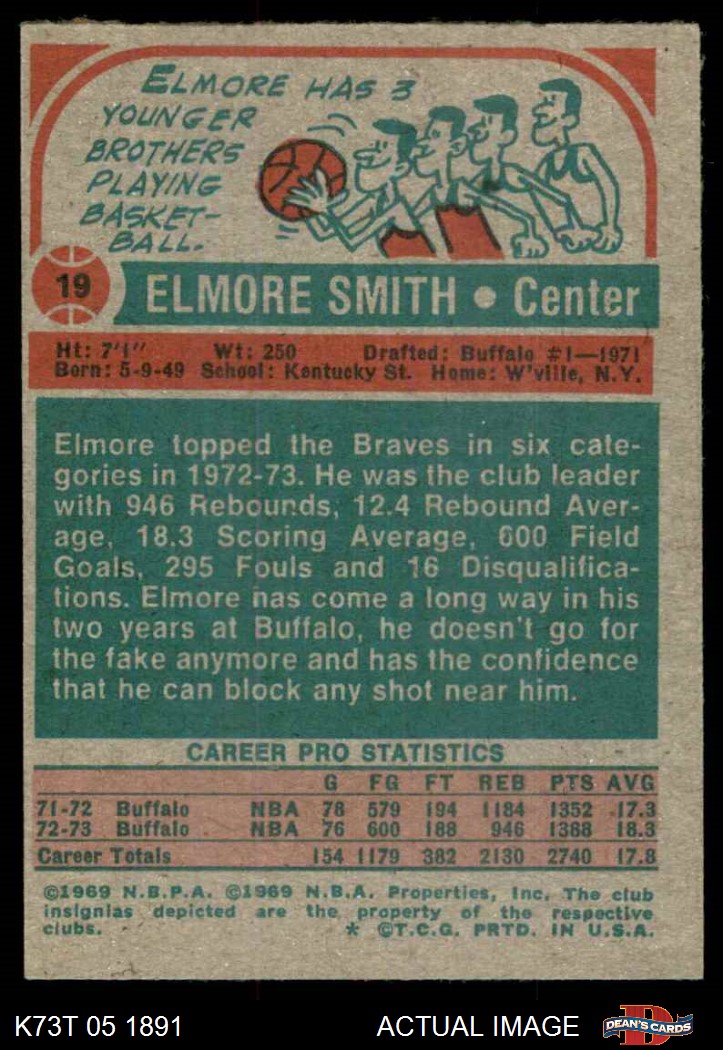 ELMORE HAS 3
YOUNGER
BROTHERS
PLAYING
BASKET-
BALL.
19
ELMORE SMITH • Center
Ht: 7'1" Wt: 250 Drafted: Buffalo #1—1971
Born: 5-9-49 School: Kentucky St. Home: W'ville, N.Y.
Elmore topped the Braves in six cate-
gories in 1972-73. He was the club leader
with 946 Rebounds, 12.4 Rebound Aver-
age, 18.3 Scoring Average, 600 Field
Goals, 295 Fouls and 16 Disqualifica-
tions. Elmore has come a long way in his
two years at Buffalo, he doesn't go for
the fake anymore and has the confidence
that he can block any shot near him.
CAREER PRO STATISTICS
G FG FT REB PTS AVG
71-72 Buffalo NBA 78 579 194 1184 1352 17.3
72-73 Buffalo NBA 76 600 188 946 1388 18.3
Career Totals 154 1179 382 2130 2740 17.8
©1969 N.B.P.A. ©1969 N.B.A. Properties, Inc. The club
insignias depicted are the property of the respective
clubs. * ©T.C.G. PRTD. IN U.S.A.
K73T 05 1891 ACTUAL IMAGE DEAN'S CARDS